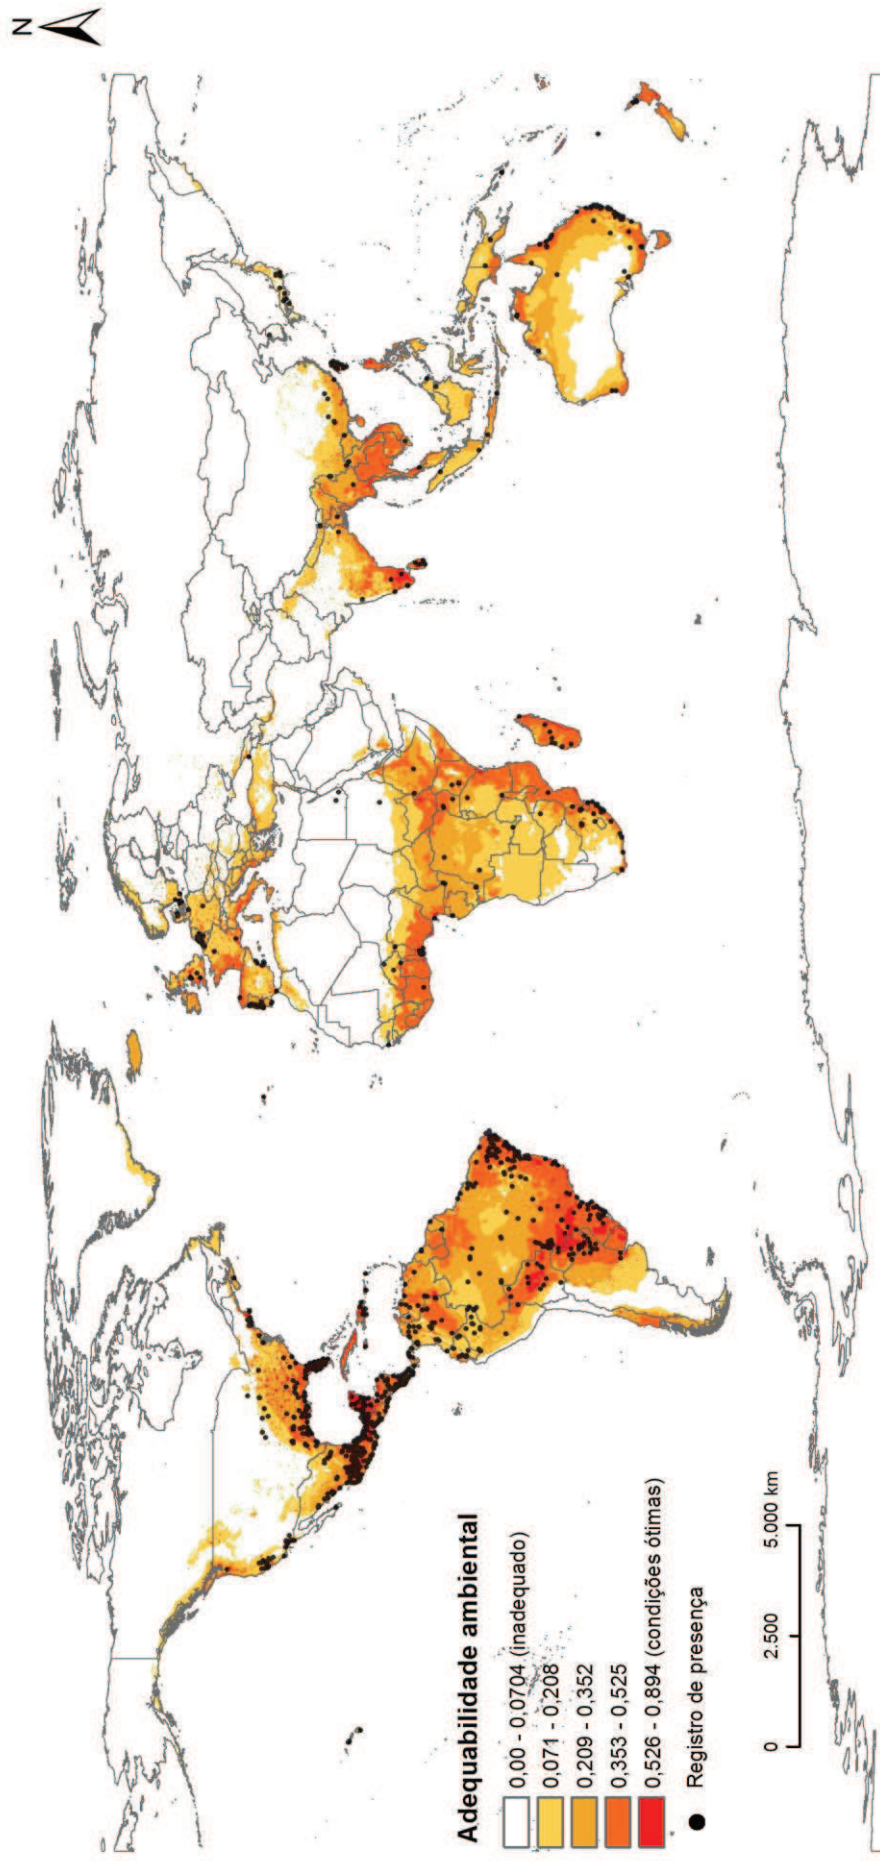 N
Adequabilidade ambiental
0,00 - 0,0704 (inadequado)
0,071 - 0,208
0,209 - 0,352
0,353 - 0,525
0,526 - 0,894 (condições ótimas)
Registro de presença
0 2.500 5.000 km